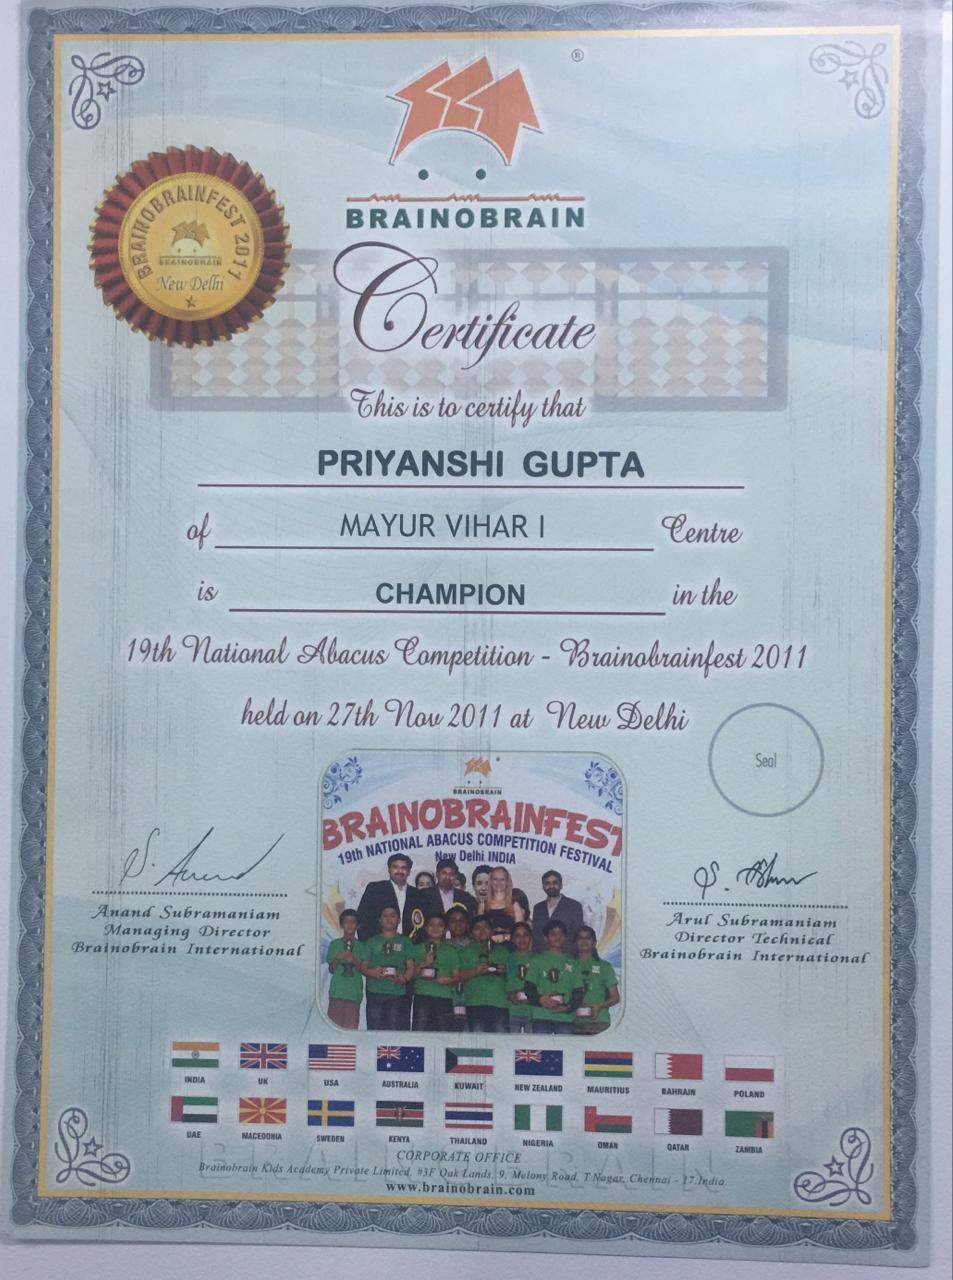 ®
BRAINOBRAIN
BRAINOBRAINFEST 2011
BRAINOBRAIN
New Delhi
Certificate
This is to certify that
PRIYANSHI GUPTA
of MAYUR VIHAR I Centre
is CHAMPION in the
19th National Abacus Competition - Brainobrainfest 2011
held on 27th Nov 2011 at New Delhi
Seal
BRAINOBRAIN
BRAINOBRAINFEST
19th NATIONAL ABACUS COMPETITION FESTIVAL
New Delhi INDIA
S. Anand
Anand Subramaniam
Managing Director
Brainobrain International
Arul Subramaniam
Director Technical
Brainobrain International
INDIA UK USA AUSTRALIA KUWAIT NEW ZEALAND MAURITIUS BAHRAIN POLAND
UAE MACEDONIA SWEDEN KENYA THAILAND NIGERIA OMAN QATAR ZAMBIA
CORPORATE OFFICE
Brainobrain Kids Academy Private Limited, #3F Oak Lands, 9, Melony Road, T.Nagar, Chennai - 17.India.
www.brainobrain.com